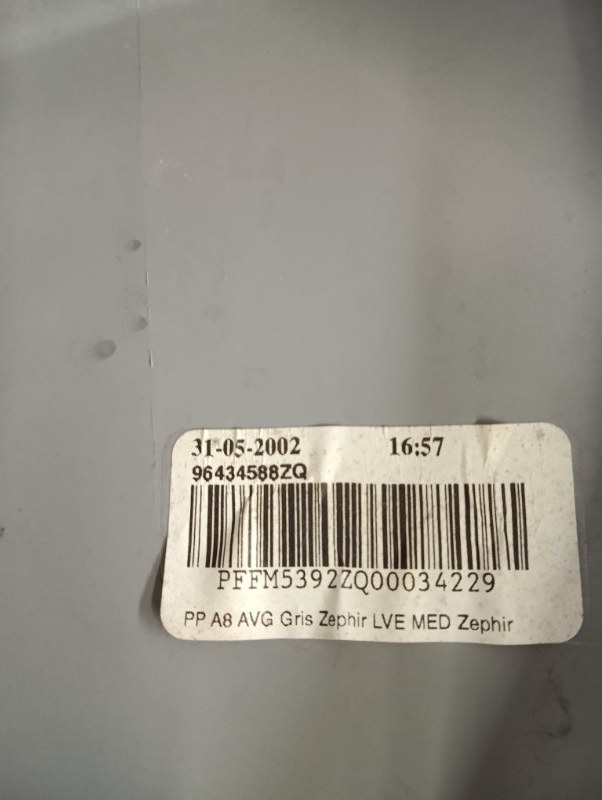 31-05-2002 16:57
96434588ZQ
PFFM5392ZQ00034229
PP A8 AVG Gris Zephir LVE MED Zephir